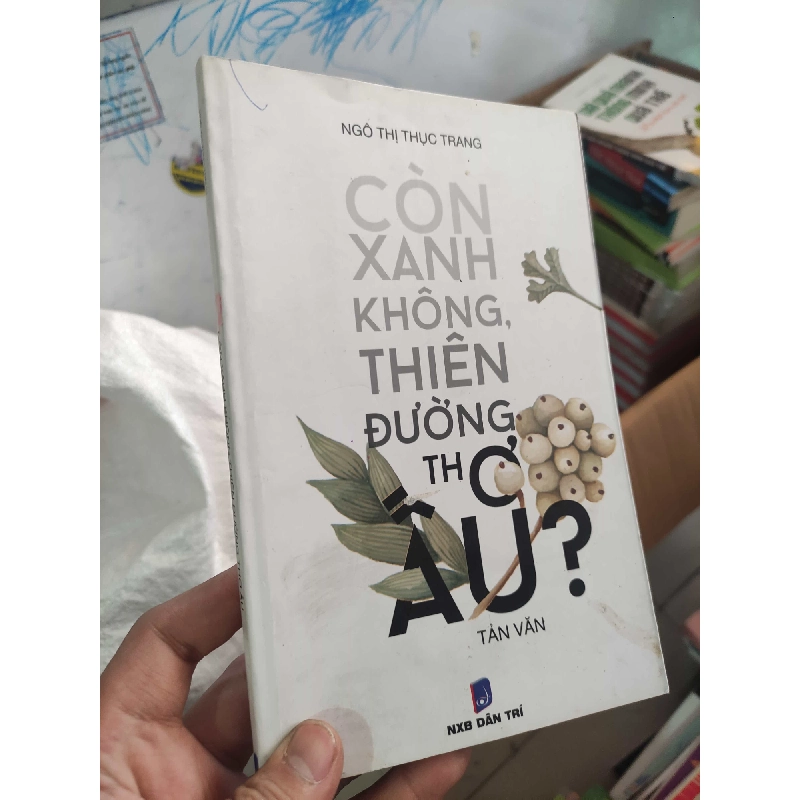 NGÔ THỊ THỤC TRANG
CÒN
XANH
KHÔNG,
THIÊN
ĐƯỜNG
THƠ
ẤU?
TẢN VĂN
NXB DÂN TRÍ